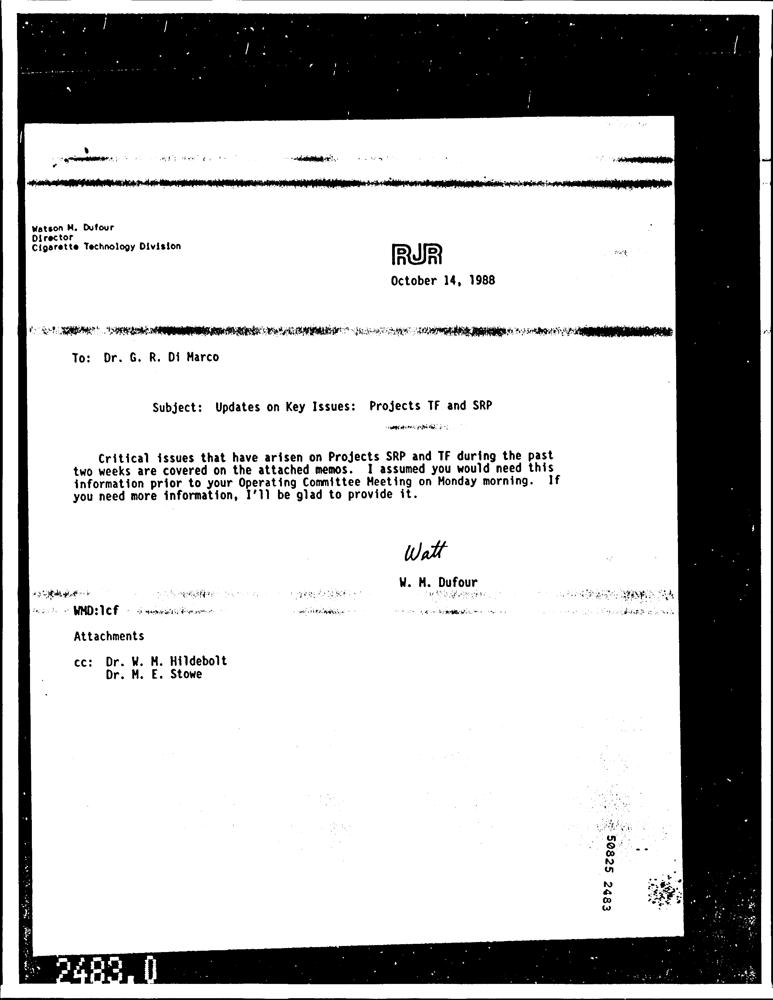 Watson M. Dufour
Director
Cigarette Technology Division
RJR
October 14, 1988
To: Dr. G. R. Di Marco
Subject: Updates on Key Issues: Projects TF and SRP
Critical issues that have arisen on Projects SRP and TF during the past
two weeks are covered on the attached memos. I assumed you would need this
information prior to your Operating Committee Meeting on Monday morning. If
you need more information, I'll be glad to provide it.
Watt
W. M. Dufour
WMD:lcf
Attachments
cc: Dr. W. M. Hildebolt
Dr. M. E. Stowe
50825 2483
2483.0